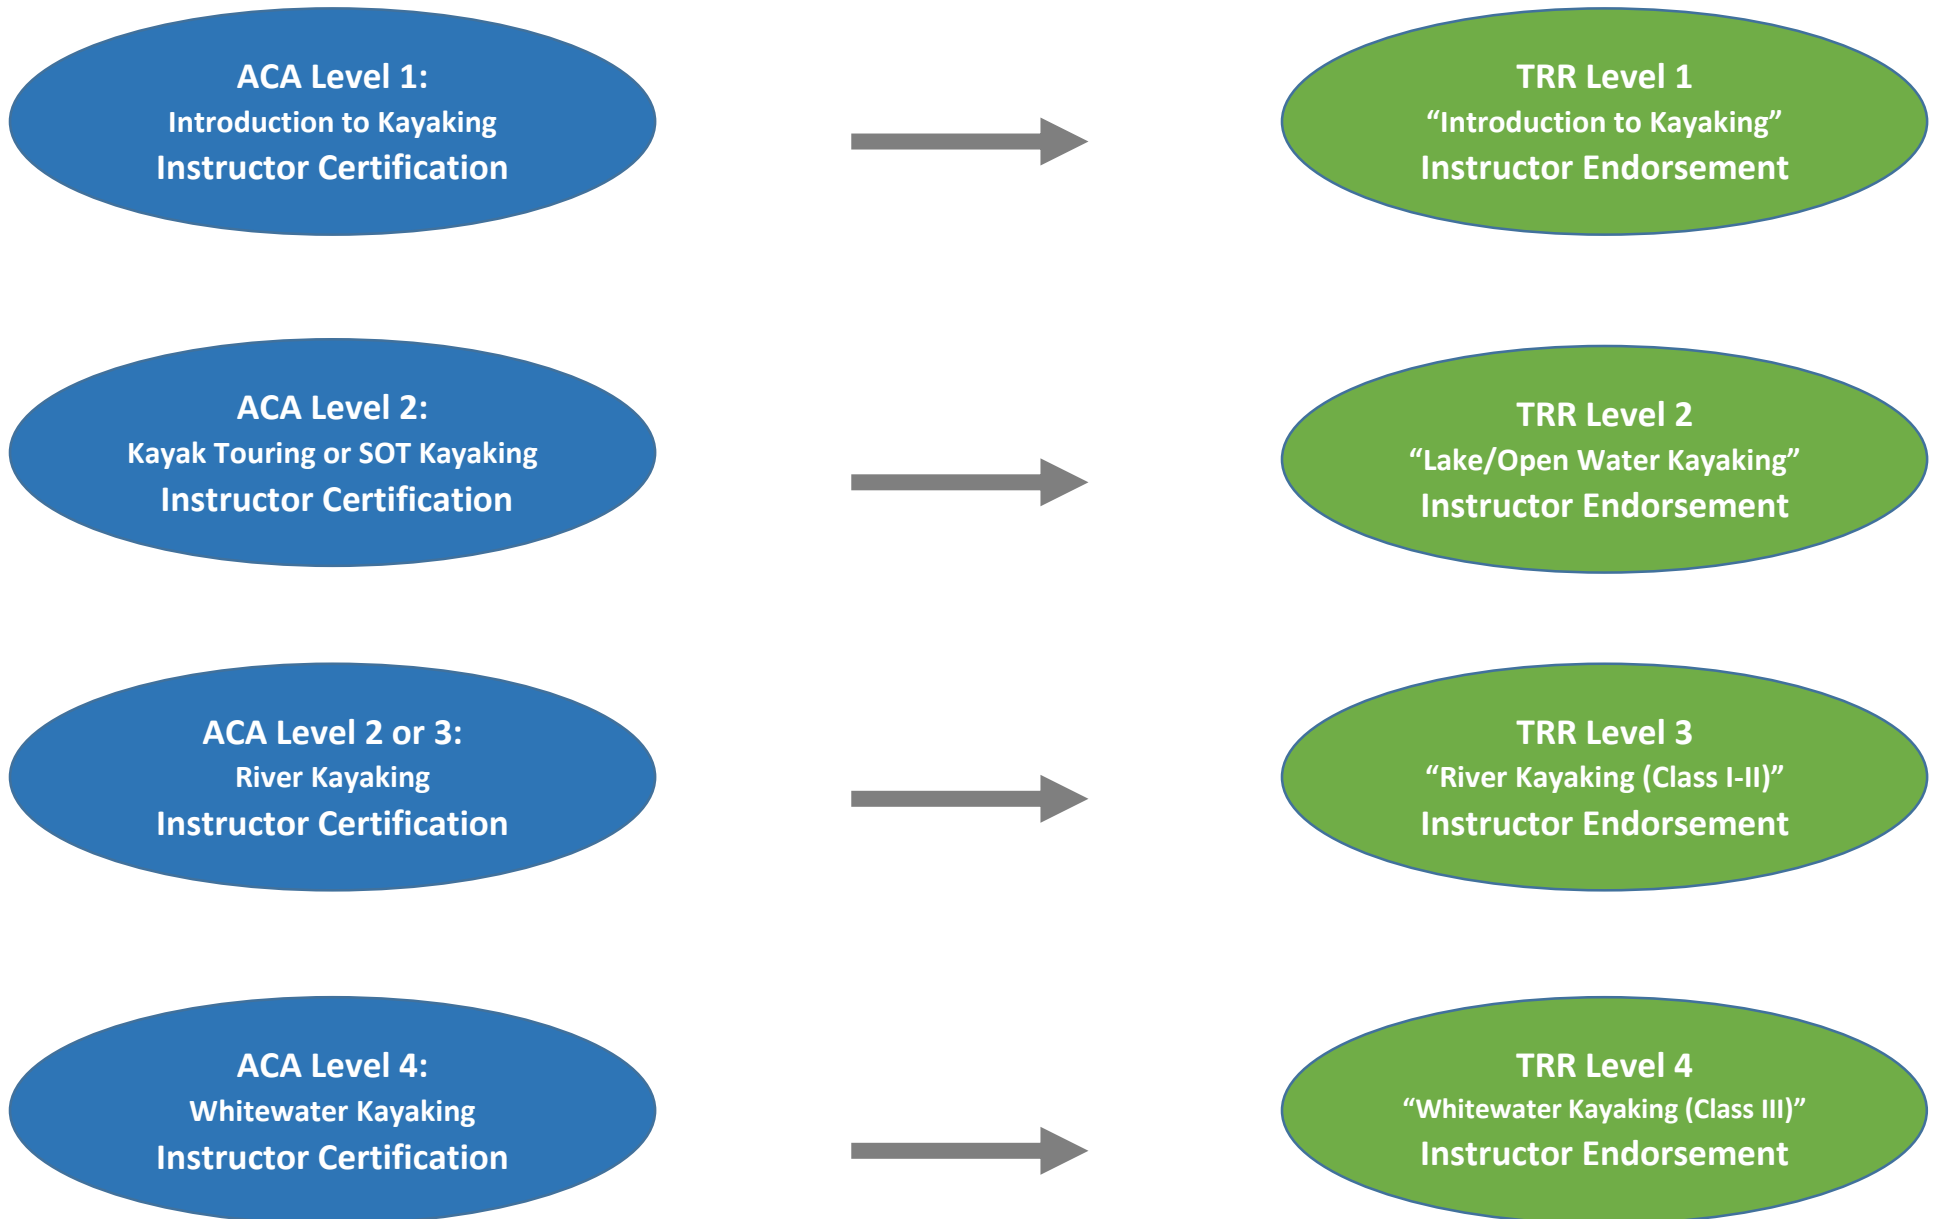 ACA Level 1:
Introduction to Kayaking
Instructor Certification
TRR Level 1
“Introduction to Kayaking”
Instructor Endorsement
ACA Level 2:
Kayak Touring or SOT Kayaking
Instructor Certification
TRR Level 2
“Lake/Open Water Kayaking”
Instructor Endorsement
ACA Level 2 or 3:
River Kayaking
Instructor Certification
TRR Level 3
“River Kayaking (Class I-II)”
Instructor Endorsement
ACA Level 4:
Whitewater Kayaking
Instructor Certification
TRR Level 4
“Whitewater Kayaking (Class III)”
Instructor Endorsement